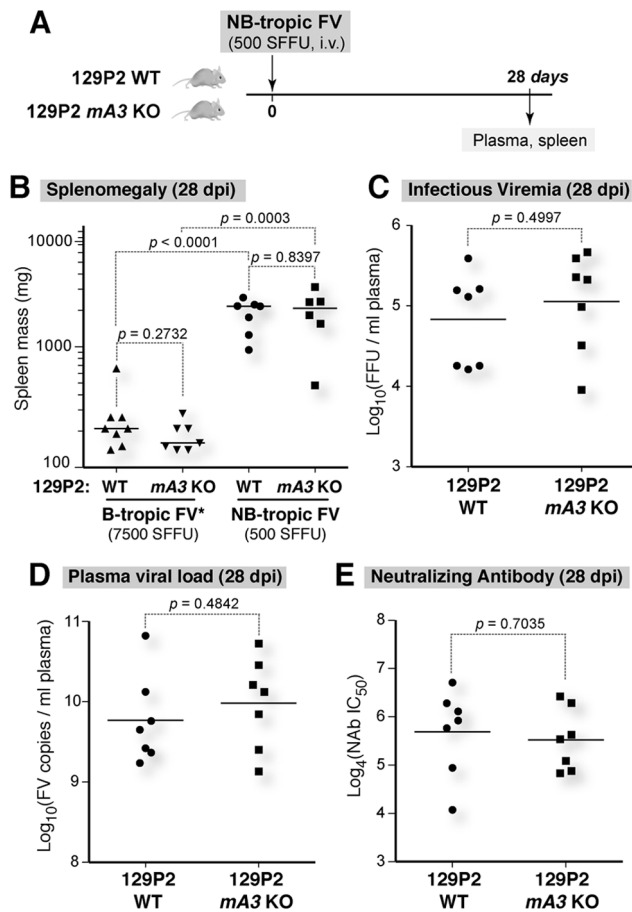 A
NB-tropic FV
(500 SFFU, i.v.)
129P2 WT
129P2 mA3 KO
0
28 days
Plasma, spleen
B Splenomegaly (28 dpi)
p = 0.0003
p < 0.0001
p = 0.8397
p = 0.2732
Spleen mass (mg)
10000
1000
100
129P2: WT mA3 KO WT mA3 KO
B-tropic FV* NB-tropic FV
(7500 SFFU) (500 SFFU)
C Infectious Viremia (28 dpi)
p = 0.4997
Log10(FFU / ml plasma)
6
5
4
3
129P2 129P2
WT mA3 KO
D Plasma viral load (28 dpi)
p = 0.4842
Log10(FV copies / ml plasma)
11
10
9
8
129P2 129P2
WT mA3 KO
E Neutralizing Antibody (28 dpi)
p = 0.7035
Log4(NAb IC50)
8
7
6
5
4
3
129P2 129P2
WT mA3 KO